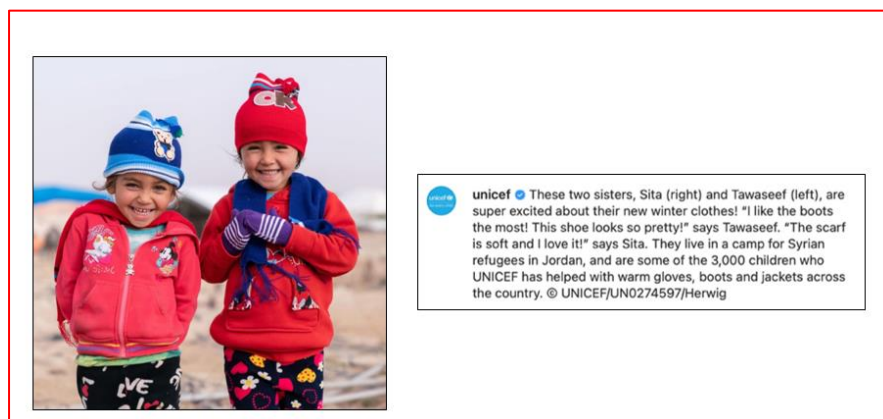 OK
LOVE
unicef
unicef These two sisters, Sita (right) and Tawaseef (left), are
super excited about their new winter clothes! “I like the boots
the most! This shoe looks so pretty!” says Tawaseef. “The scarf
is soft and I love it!” says Sita. They live in a camp for Syrian
refugees in Jordan, and are some of the 3,000 children who
UNICEF has helped with warm gloves, boots and jackets across
the country. © UNICEF/UN0274597/Herwig